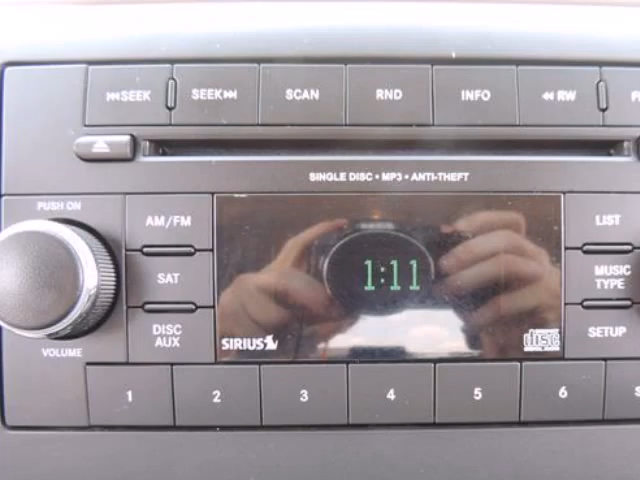 ⏮SEEK SEEK⏭ SCAN RND INFO ◀◀ RW
SINGLE DISC • MP3 • ANTI-THEFT
PUSH ON
AM/FM
LIST
SAT
1:11
MUSIC
TYPE
DISC
AUX
SETUP
VOLUME
SIRIUS
disc
1 2 3 4 5 6